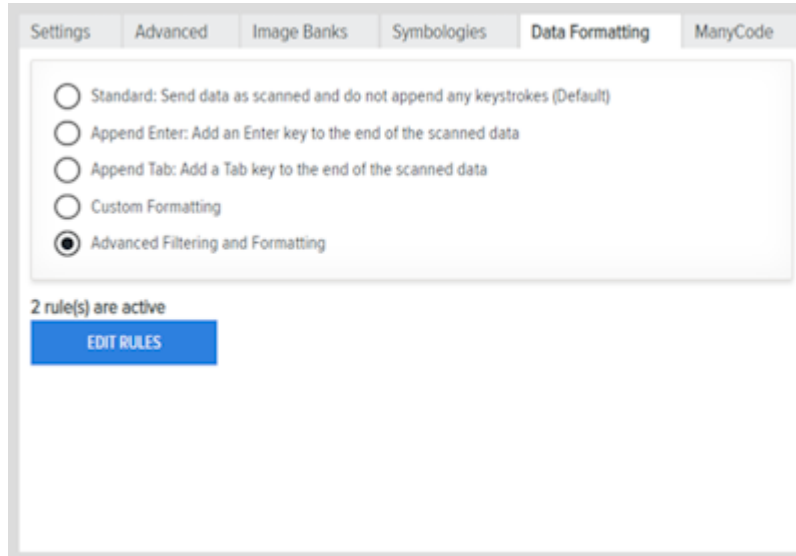 Settings Advanced Image Banks Symbologies Data Formatting ManyCode
Standard: Send data as scanned and do not append any keystrokes (Default)
Append Enter: Add an Enter key to the end of the scanned data
Append Tab: Add a Tab key to the end of the scanned data
Custom Formatting
Advanced Filtering and Formatting
2 rule(s) are active
EDIT RULES